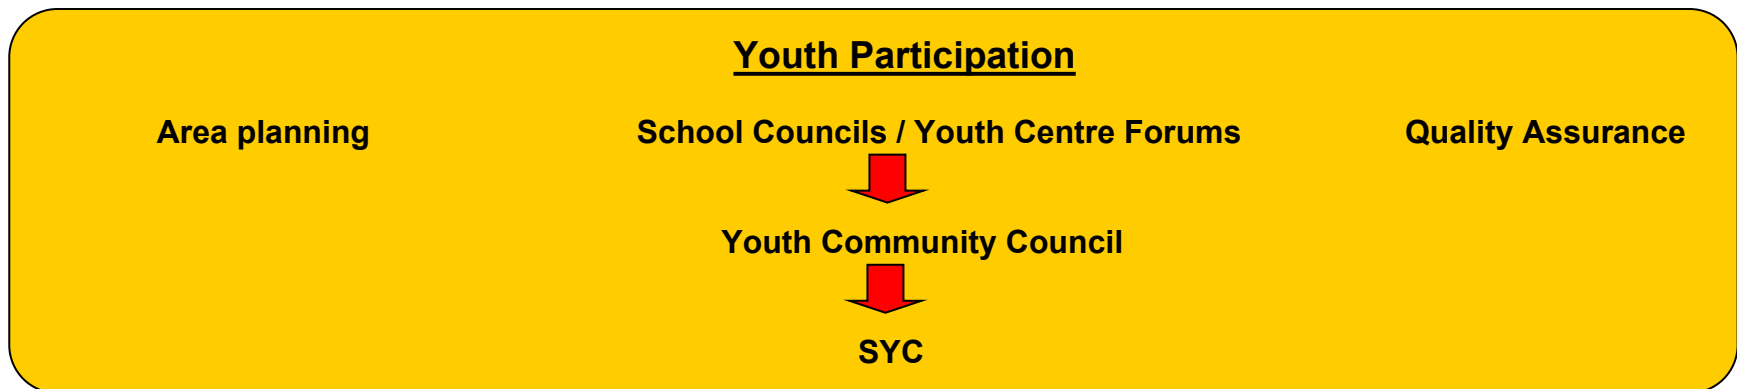 Youth Participation
Area planning School Councils / Youth Centre Forums Quality Assurance
Youth Community Council
SYC